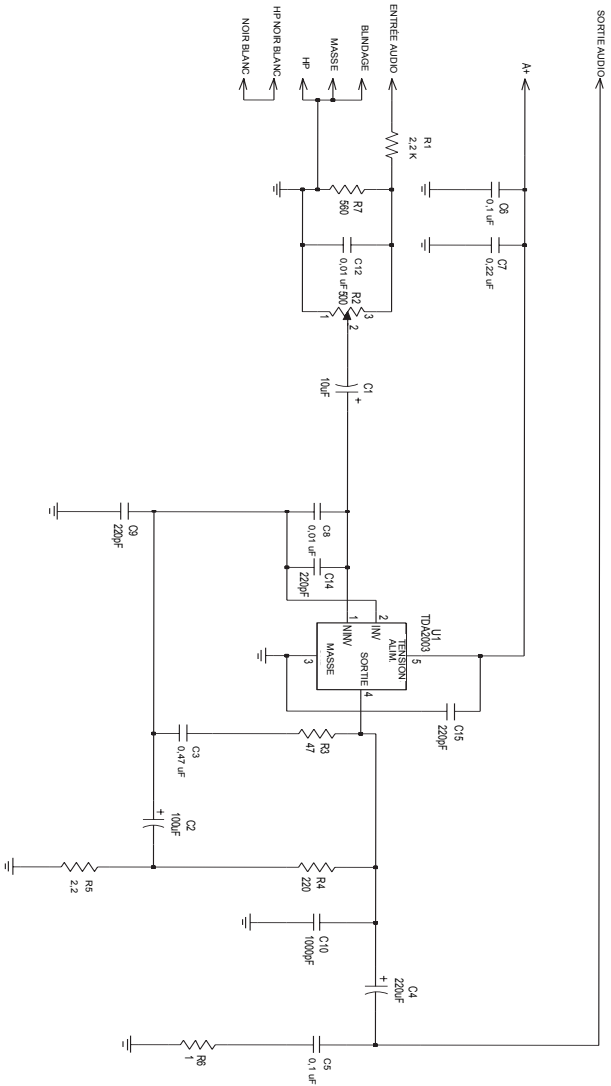 SORTIE AUDIO
A+
ENTRÉE AUDIO
BLINDAGE
MASSE
HP
HP NOIR BLANC
NOIR BLANC
R1
2,2 K
C6
0,1 uF
C7
0,22 uF
R7
560
C12
0,01 uF
R2
500
1
2
3
C1
10uF
+
C8
0,01 uF
C14
220pF
C9
220pF
U1
TDA2003
TENSION
ALIM.
INV
NINV
SORTIE
MASSE
1
2
3
4
5
C15
220pF
R3
47
C3
0,47 uF
C2
100uF
+
R4
220
R5
2,2
C10
1000pF
C4
220uF
+
C5
0,1 uF
R6
1